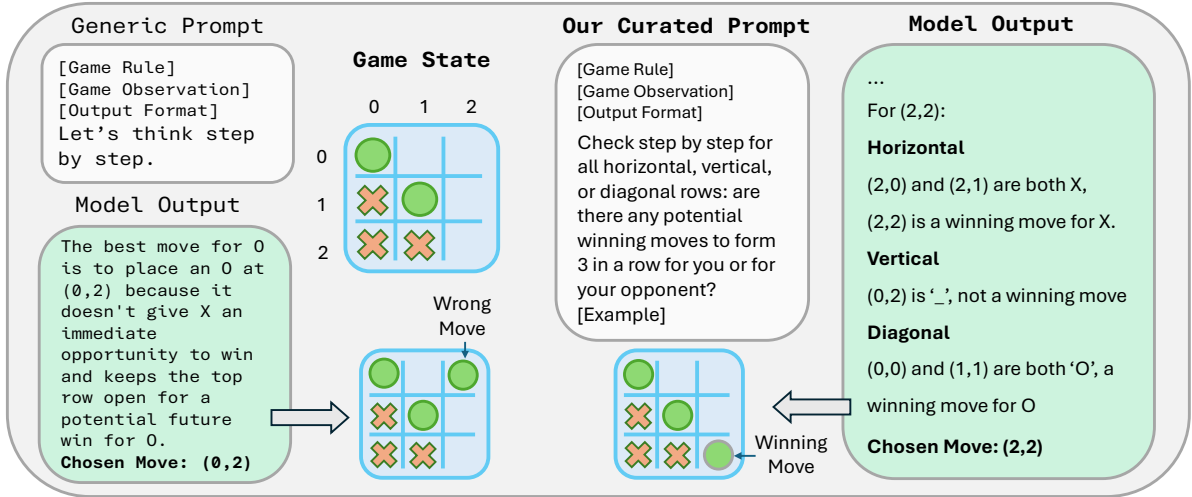 Generic Prompt
[Game Rule]
[Game Observation]
[Output Format]
Let's think step
by step.
Model Output
The best move for O
is to place an O at
(0,2) because it
doesn't give X an
immediate
opportunity to win
and keeps the top
row open for a
potential future
win for O.
Chosen Move: (0,2)
Game State
0 1 2
0
1
2
Wrong
Move
Our Curated Prompt
[Game Rule]
[Game Observation]
[Output Format]
Check step by step for
all horizontal, vertical,
or diagonal rows: are
there any potential
winning moves to form
3 in a row for you or for
your opponent?
[Example]
Winning
Move
Model Output
...
For (2,2):
Horizontal
(2,0) and (2,1) are both X,
(2,2) is a winning move for X.
Vertical
(0,2) is '_', not a winning move
Diagonal
(0,0) and (1,1) are both 'O', a
winning move for O
Chosen Move: (2,2)